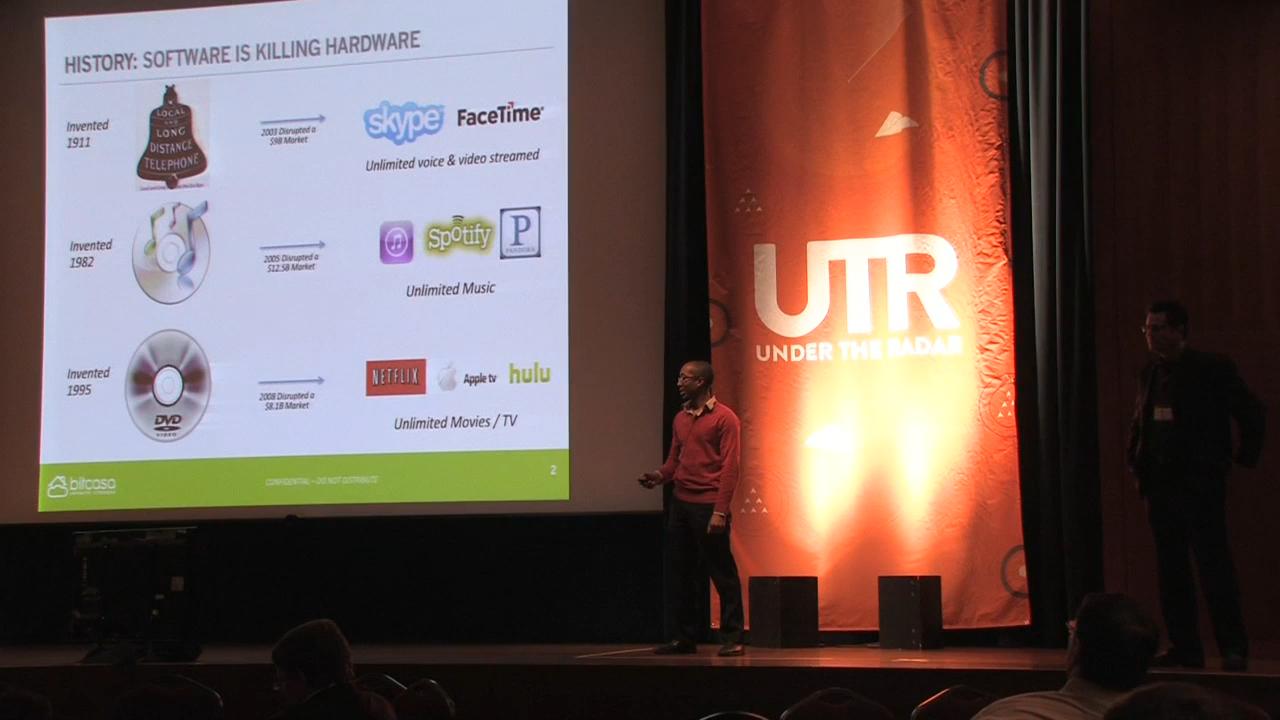 HISTORY: SOFTWARE IS KILLING HARDWARE
Invented
1911
LOCAL
AND
LONG
DISTANCE
TELEPHONE
2003 Disrupted a
$9B Market
skype
FaceTime
Unlimited voice & video streamed
Invented
1982
2005 Disrupted a
$12.5B Market
Spotify
P
PANDORA
Unlimited Music
Invented
1995
DVD
VIDEO
2008 Disrupted a
$8.1B Market
NETFLIX
Apple tv
hulu
Unlimited Movies / TV
bitcasa
CONFIDENTIAL – DO NOT DISTRIBUTE
2
UTR
UNDER THE RADAR